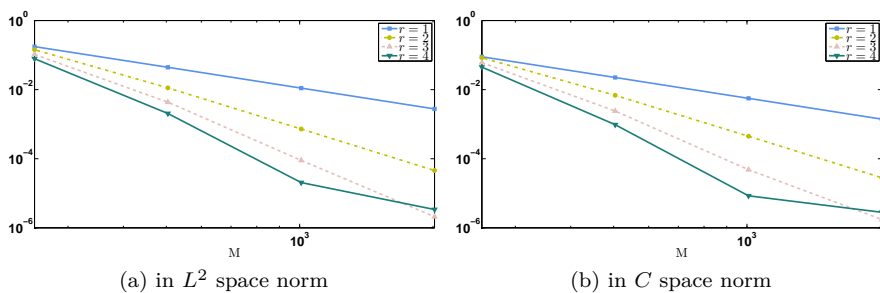 10^0
10^-2
10^-4
10^-6
10^3
M
r = 1
r = 2
r = 3
r = 4
(a) in L^2 space norm
10^0
10^-2
10^-4
10^-6
10^3
M
r = 1
r = 2
r = 3
r = 4
(b) in C space norm